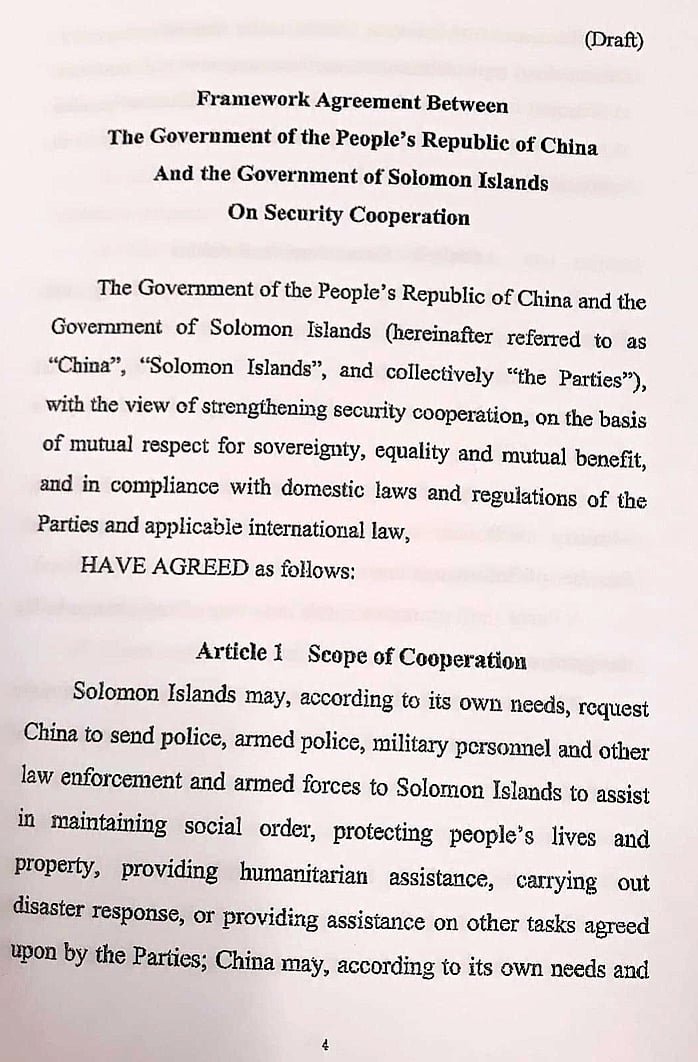 (Draft)
Framework Agreement Between
The Government of the People's Republic of China
And the Government of Solomon Islands
On Security Cooperation
The Government of the People's Republic of China and the
Government of Solomon Islands (hereinafter referred to as
“China”, “Solomon Islands”, and collectively “the Parties”),
with the view of strengthening security cooperation, on the basis
of mutual respect for sovereignty, equality and mutual benefit,
and in compliance with domestic laws and regulations of the
Parties and applicable international law,
HAVE AGREED as follows:
Article 1 Scope of Cooperation
Solomon Islands may, according to its own needs, request
China to send police, armed police, military personnel and other
law enforcement and armed forces to Solomon Islands to assist
in maintaining social order, protecting people's lives and
property, providing humanitarian assistance, carrying out
disaster response, or providing assistance on other tasks agreed
upon by the Parties; China may, according to its own needs and
4